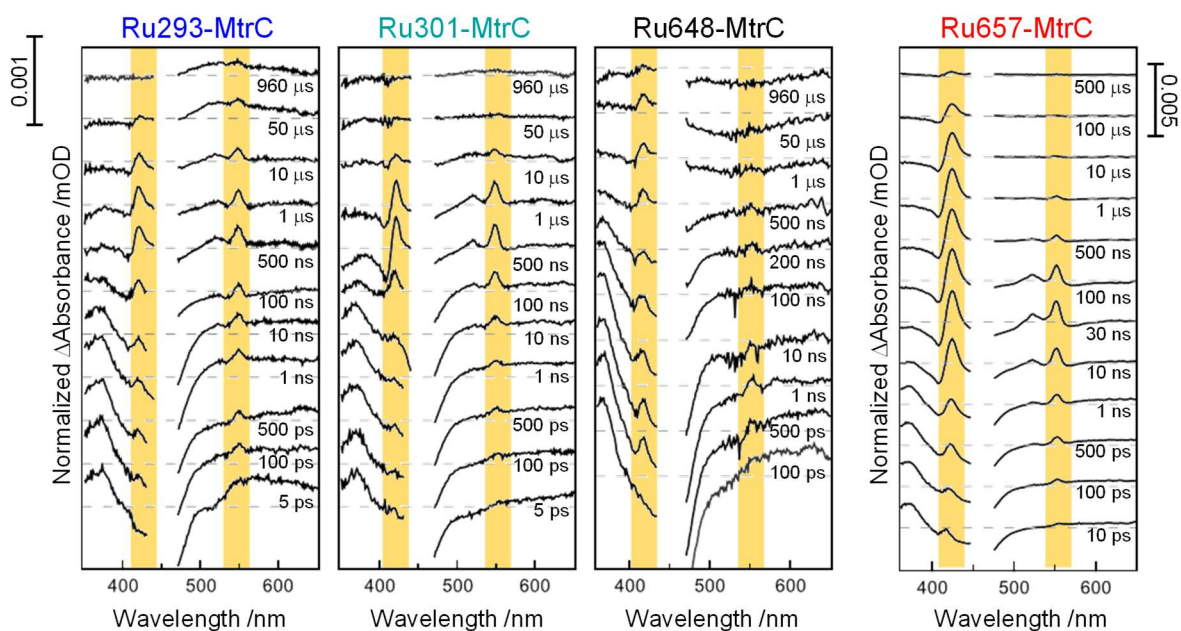 Ru293-MtrC
Ru301-MtrC
Ru648-MtrC
Ru657-MtrC
0.001
Normalized ΔAbsorbance /mOD
960 μs
50 μs
10 μs
1 μs
500 ns
100 ns
10 ns
1 ns
500 ps
100 ps
5 ps
400 500 600
Wavelength /nm
960 μs
50 μs
10 μs
1 μs
500 ns
100 ns
10 ns
1 ns
500 ps
100 ps
5 ps
400 500 600
Wavelength /nm
960 μs
50 μs
1 μs
500 ns
200 ns
100 ns
10 ns
1 ns
500 ps
100 ps
400 500 600
Wavelength /nm
Normalized ΔAbsorbance /mOD
0.005
500 μs
100 μs
10 μs
1 μs
500 ns
100 ns
30 ns
10 ns
1 ns
500 ps
100 ps
10 ps
400 500 600
Wavelength /nm